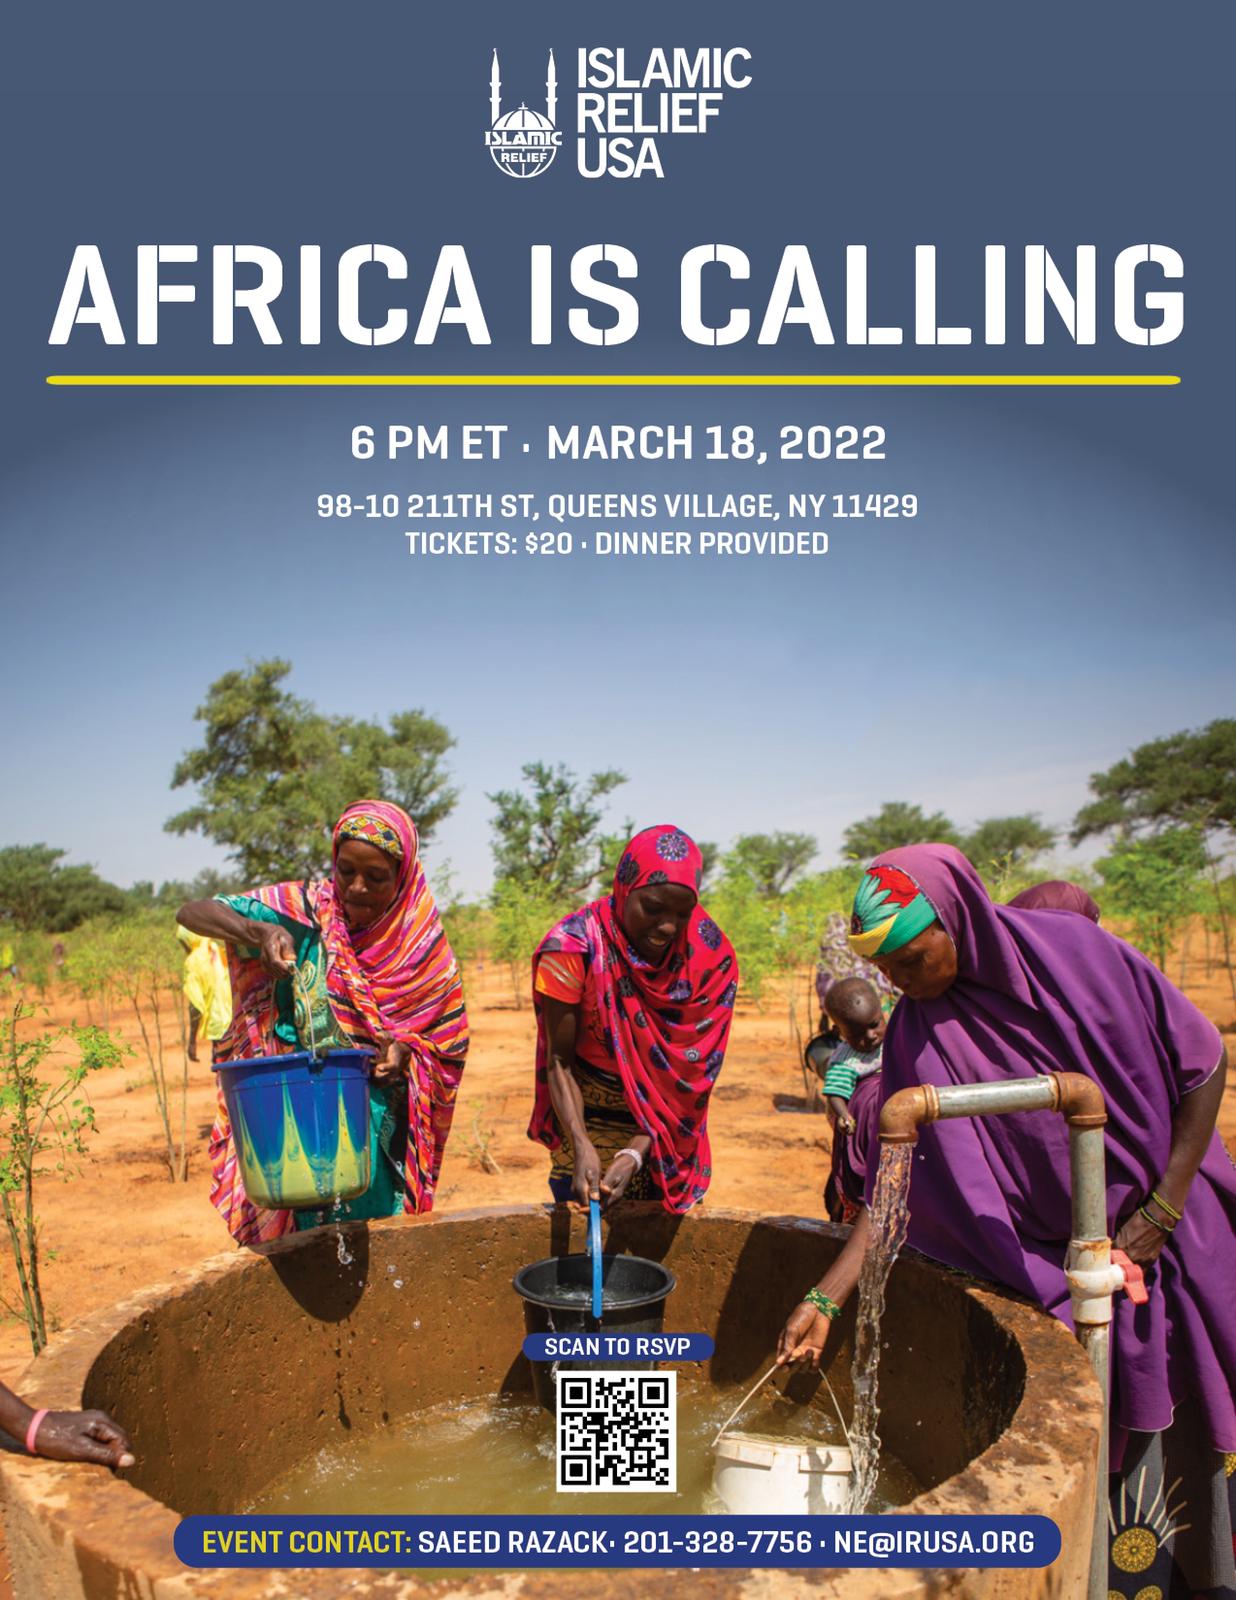 ISLAMIC
RELIEF
ISLAMIC
RELIEF
USA
AFRICA IS CALLING
6 PM ET · MARCH 18, 2022
98-10 211TH ST, QUEENS VILLAGE, NY 11429
TICKETS: $20 · DINNER PROVIDED
SCAN TO RSVP
EVENT CONTACT: SAEED RAZACK· 201-328-7756 · NE@IRUSA.ORG